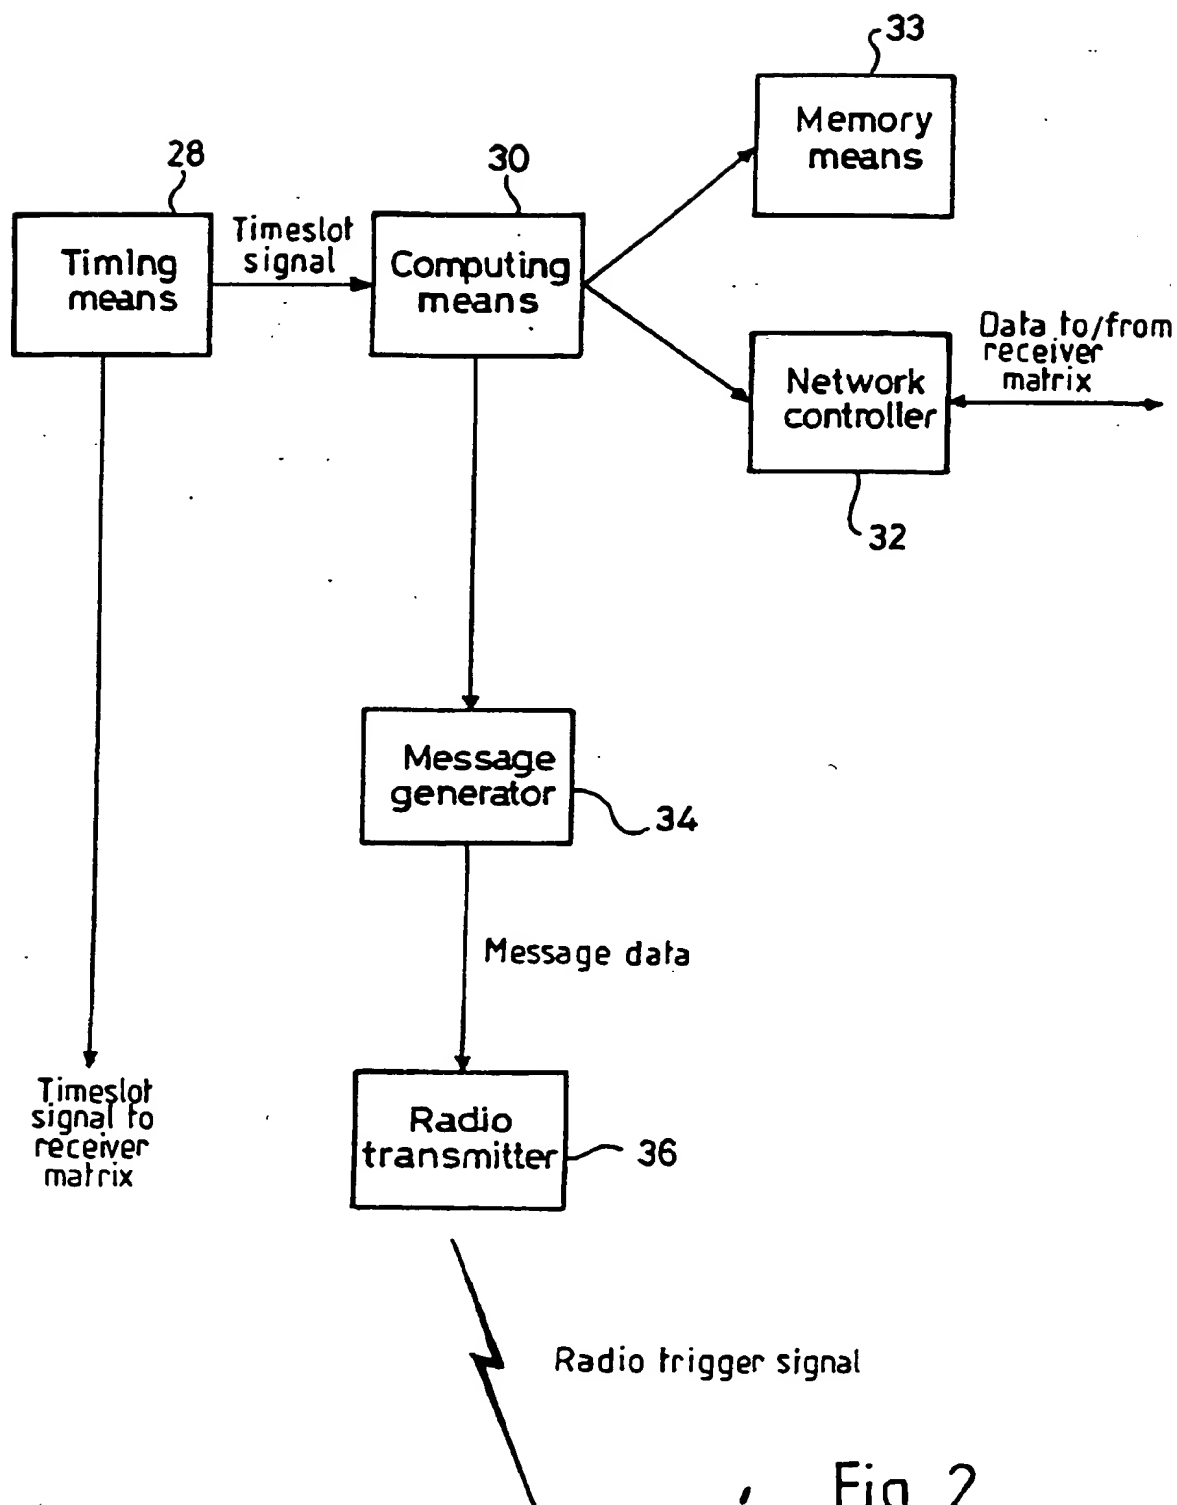 33
Memory
means
28
30
Timeslot
signal
Timing
means
Computing
means
Data to/from
receiver
matrix
Network
controller
32
Message
generator
34
Message data
Timeslot
signal to
receiver
matrix
Radio
transmitter
36
Radio trigger signal
Fig. 2